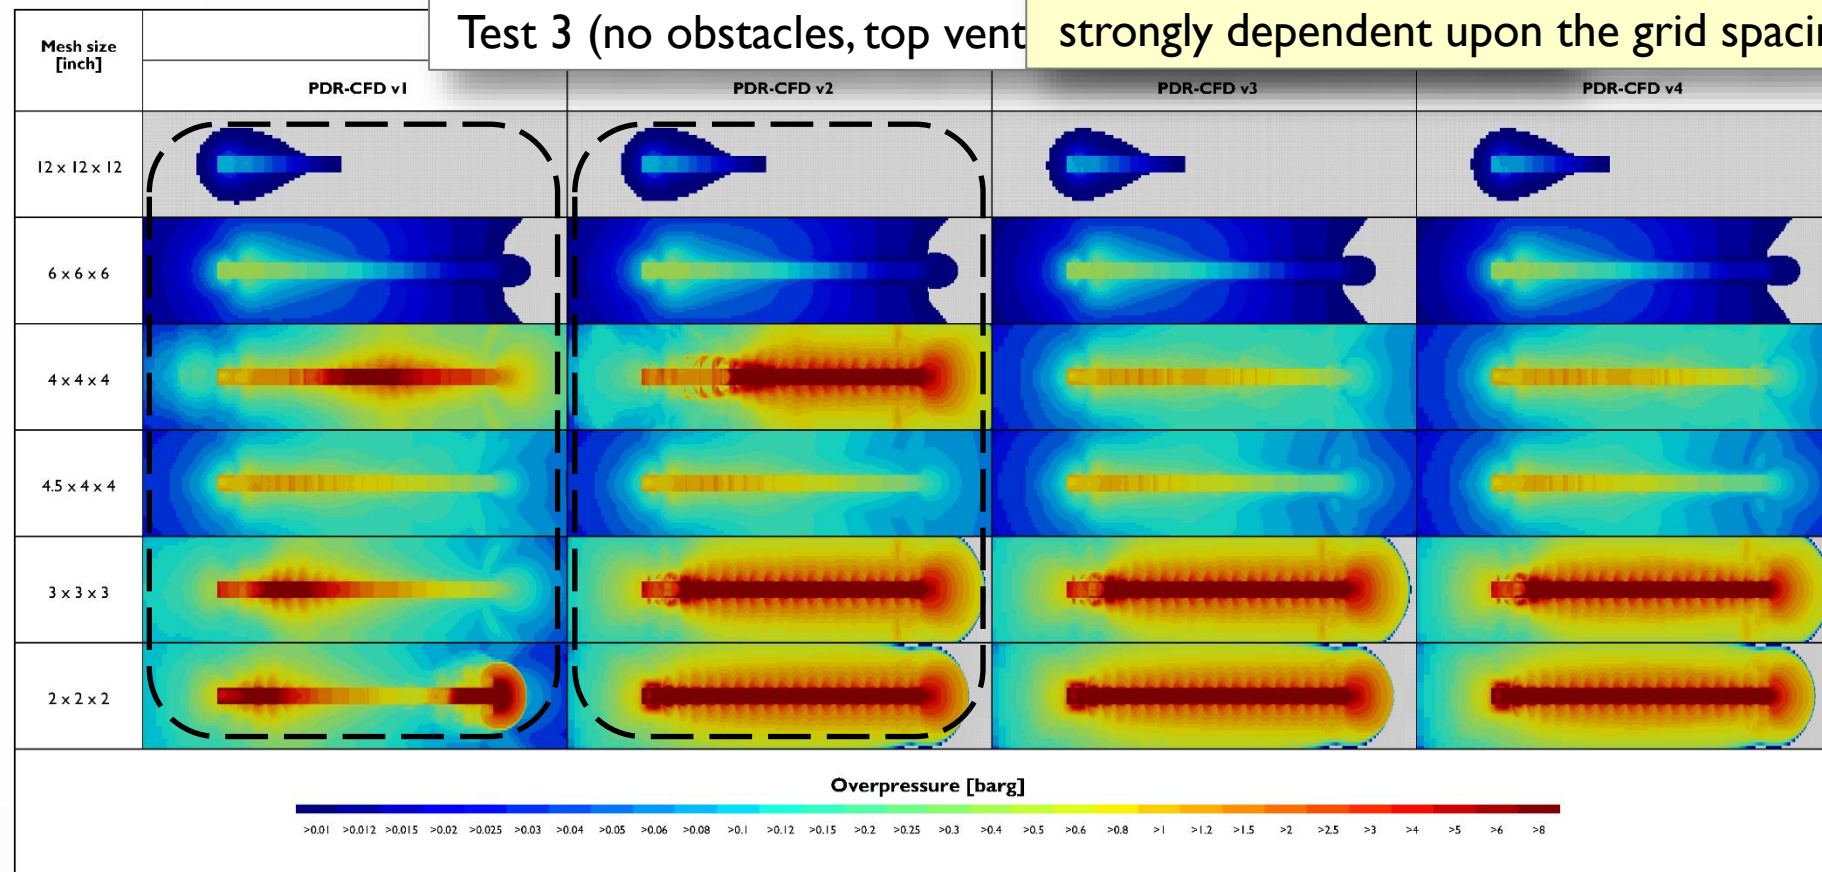 Test 3 (no obstacles, top vent
strongly dependent upon the grid
Mesh size
[inch]
PDR-CFD v1
PDR-CFD v2
PDR-CFD v3
PDR-CFD v4
12 x 12 x 12
6 x 6 x 6
4 x 4 x 4
4.5 x 4 x 4
3 x 3 x 3
2 x 2 x 2
Overpressure [barg]
>0.01 >0.012 >0.015 >0.02 >0.025 >0.03 >0.04 >0.05 >0.06 >0.08 >0.1 >0.12 >0.15 >0.2 >0.25 >0.3 >0.4 >0.5 >0.6 >0.8 >1 >1.2 >1.5 >2 >2.5 >3 >4 >5 >6 >8